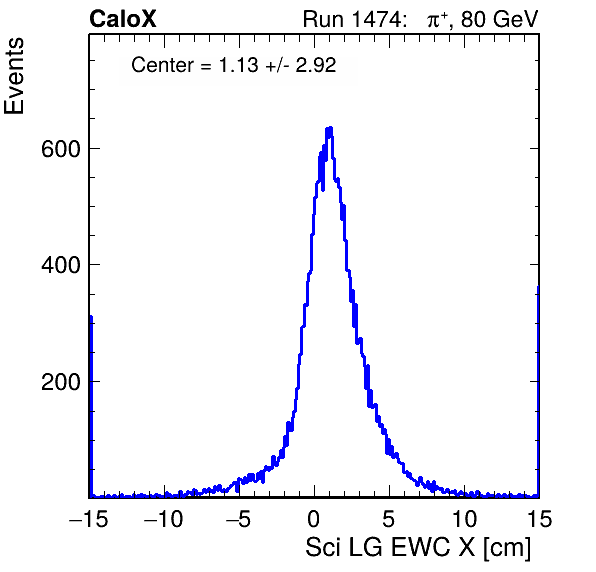 CaloX Run 1474: π⁺, 80 GeV
Center = 1.13 +/- 2.92
Events
600
400
200
−15 −10 −5 0 5 10 15
Sci LG EWC X [cm]